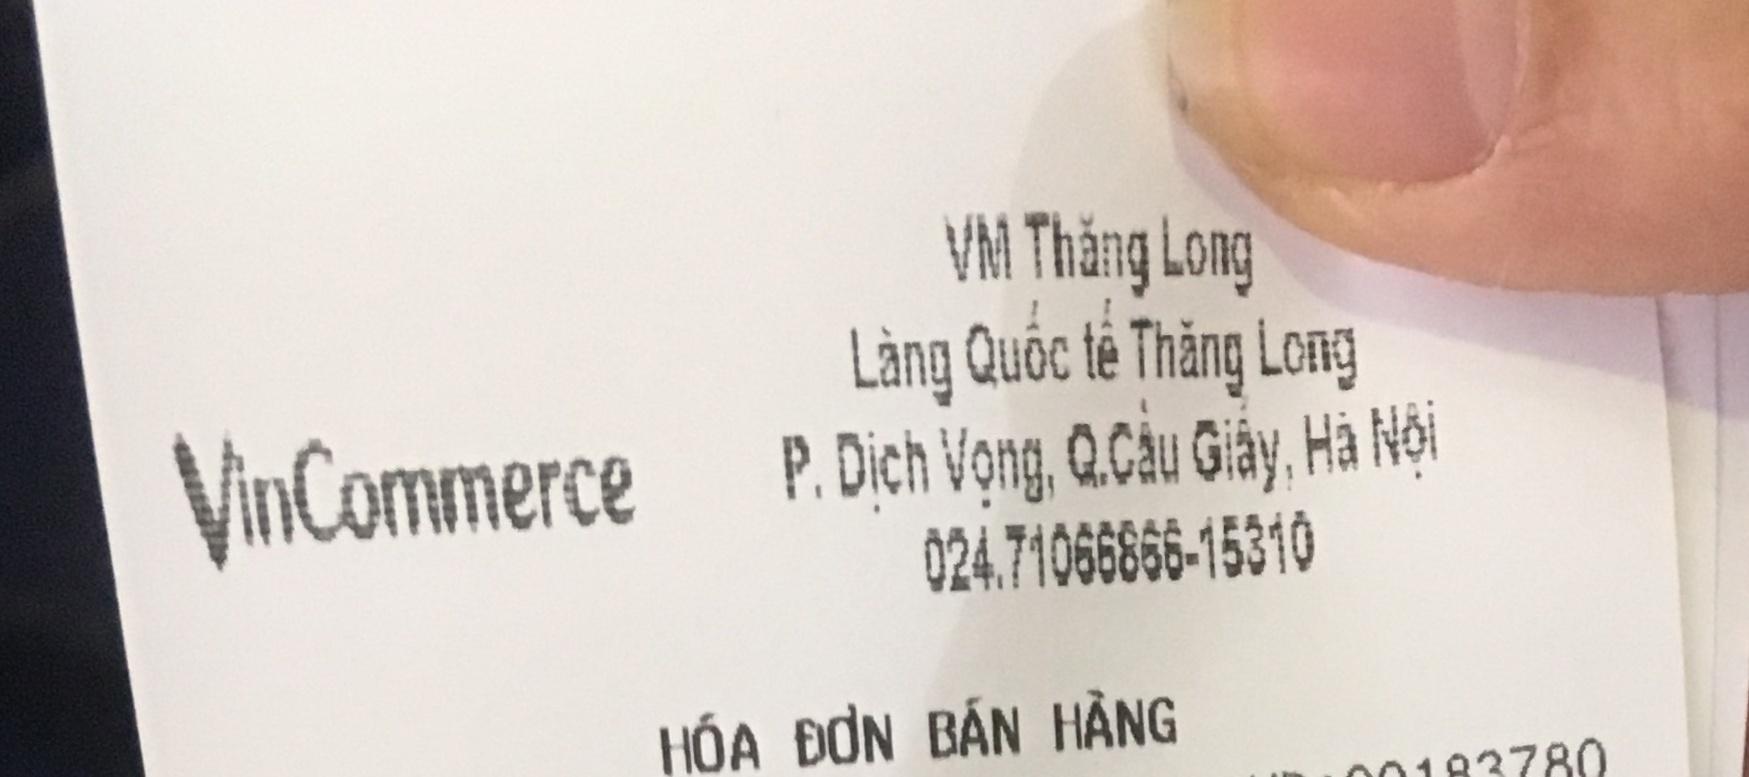 VM Thăng Long
Làng Quốc tế Thăng Long
VinCommerce
P. Dịch Vọng, Q.Cầu Giấy, Hà Nội
024.71066866-15310
HÓA ĐƠN BÁN HÀNG
00183780